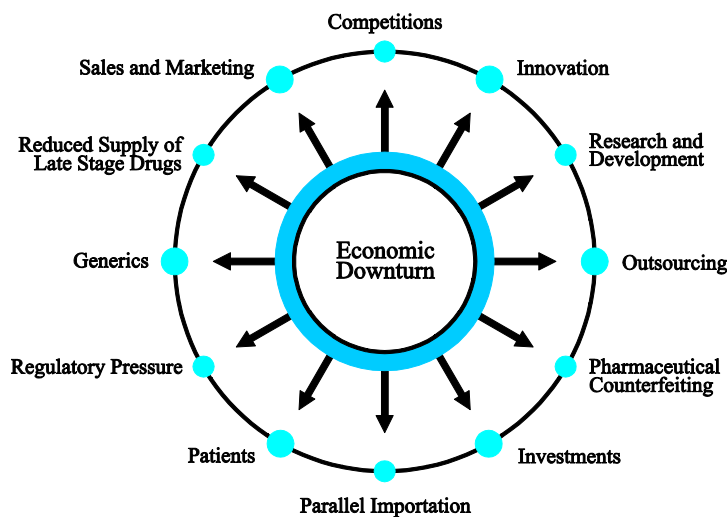 Competitions
Sales and Marketing
Innovation
Reduced Supply of
Late Stage Drugs
Research and
Development
Economic
Downturn
Generics
Outsourcing
Regulatory Pressure
Pharmaceutical
Counterfeiting
Patients
Investments
Parallel Importation